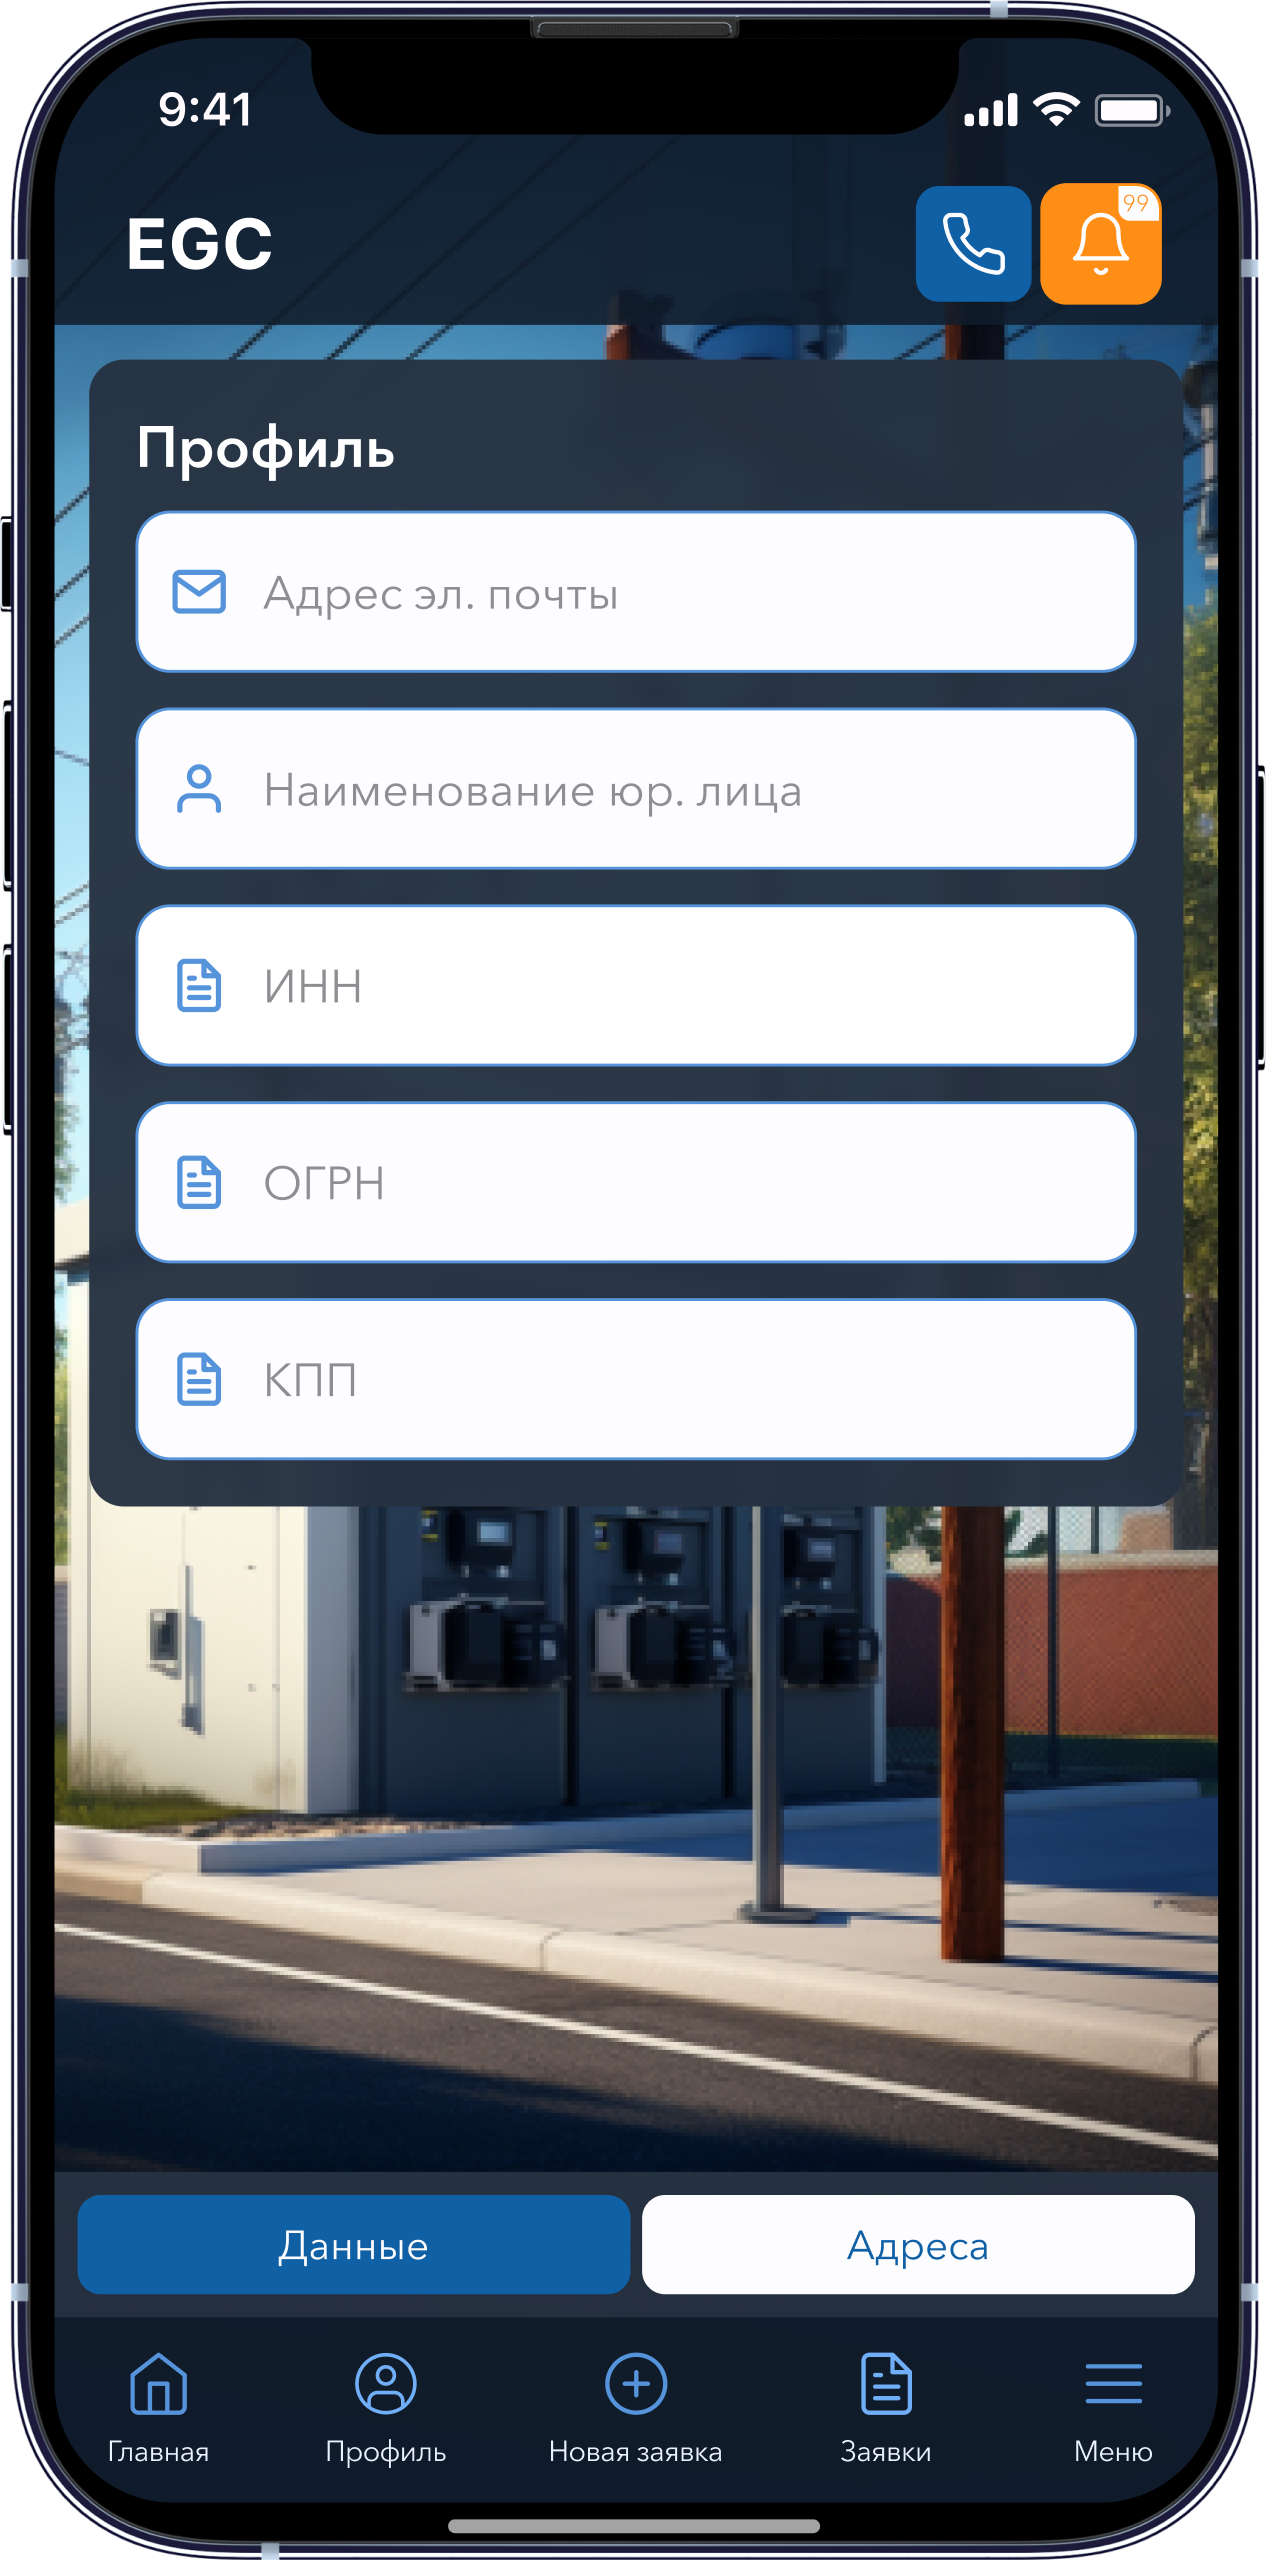 9:41
EGC
99
Профиль
Адрес эл. почты
Наименование юр. лица
ИНН
ОГРН
КПП
Данные
Адреса
Главная
Профиль
Новая заявка
Заявки
Меню